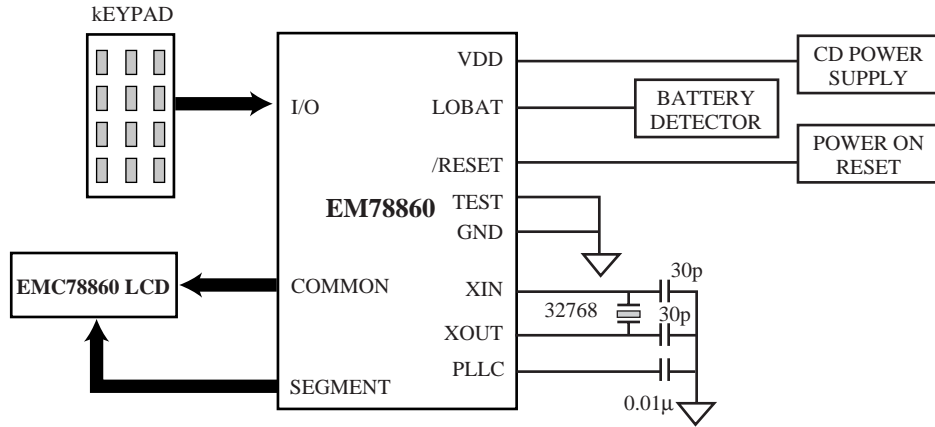 kEYPAD
VDD
CD POWER
SUPPLY
I/O
LOBAT
BATTERY
DETECTOR
/RESET
POWER ON
RESET
EM78860
TEST
GND
EMC78860 LCD
COMMON
XIN
30p
32768
30p
XOUT
PLLC
SEGMENT
0.01µ